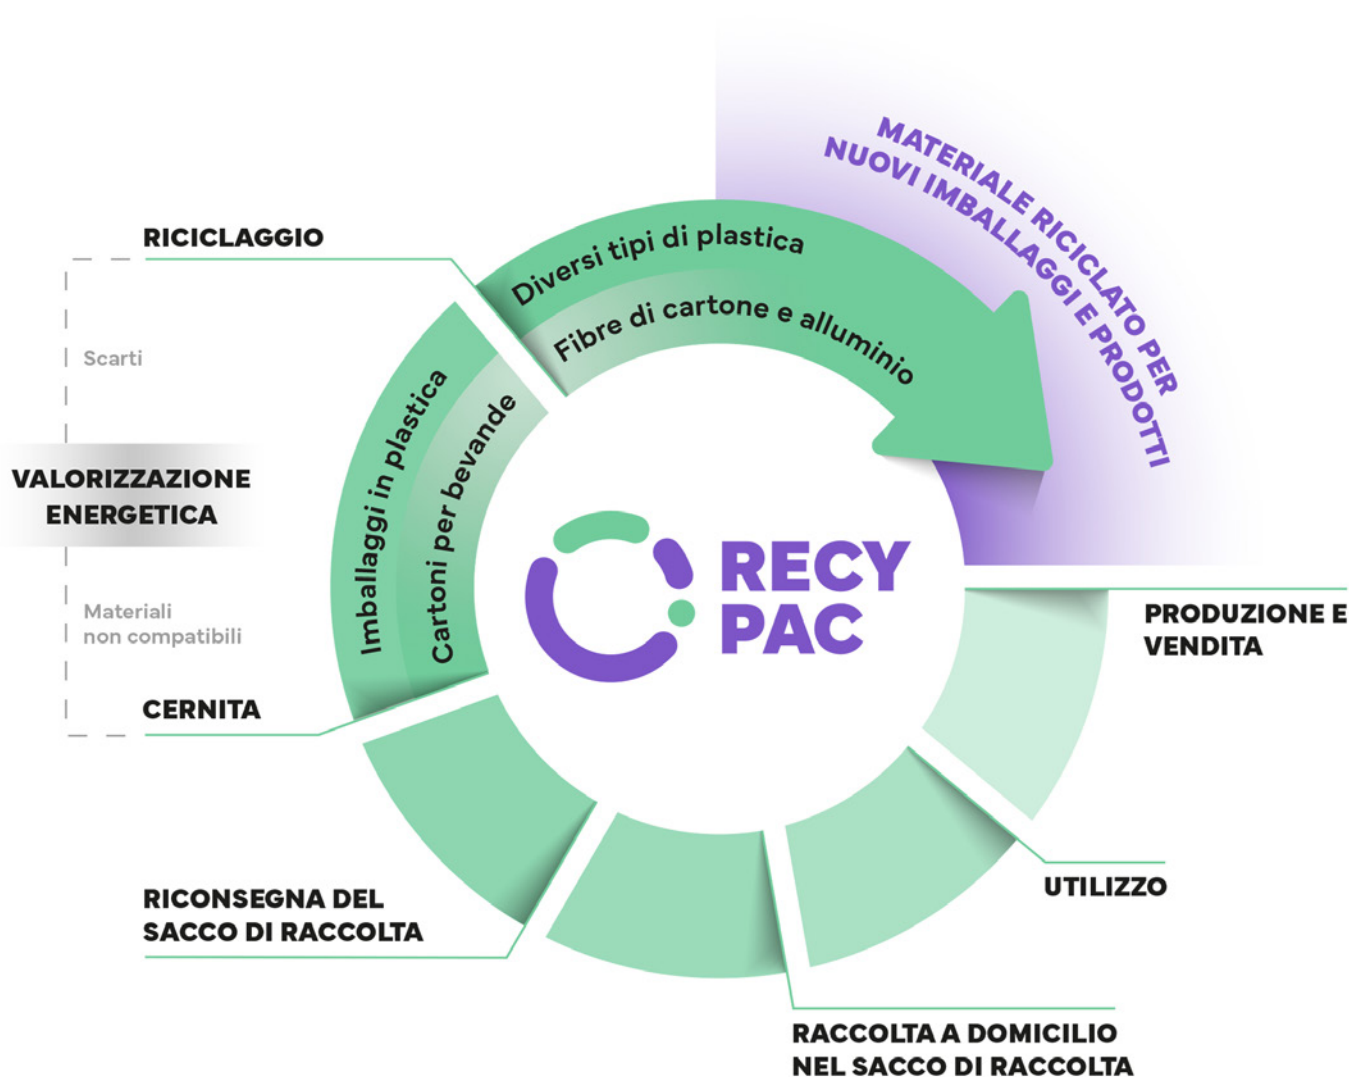 MATERIALE RICICLATO PER
NUOVI IMBALLAGGI E PRODOTTI
RICICLAGGIO
Diversi tipi di plastica
Fibre di cartone e alluminio
Scarti
Imballaggi in plastica
Cartoni per bevande
VALORIZZAZIONE
ENERGETICA
RECY
PAC
Materiali
non compatibili
PRODUZIONE E
VENDITA
CERNITA
UTILIZZO
RICONSEGNA DEL
SACCO DI RACCOLTA
RACCOLTA A DOMICILIO
NEL SACCO DI RACCOLTA